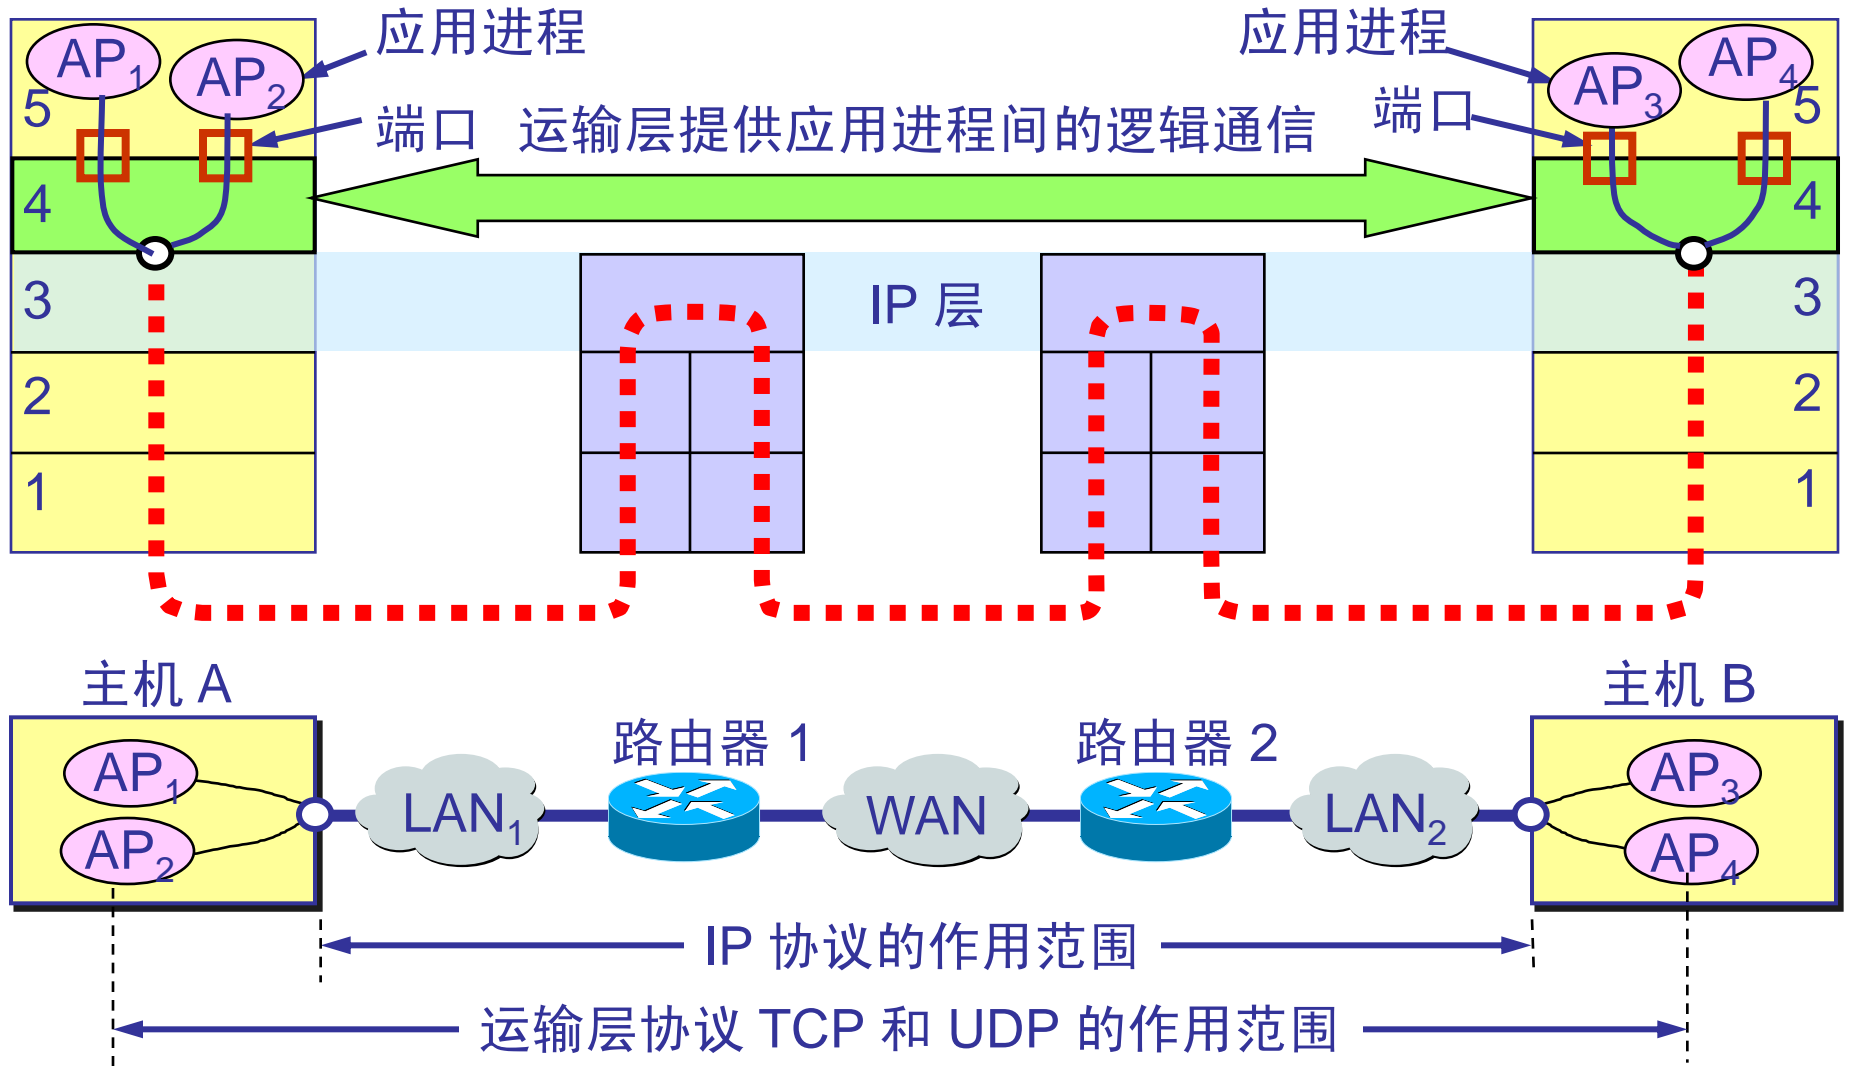 AP1
AP2
应用进程
应用进程
AP3
AP4
5
端口
运输层提供应用进程间的逻辑通信
端口
5
4
4
3
IP 层
3
2
2
1
1
主机 A
主机 B
路由器 1
路由器 2
AP1
AP2
LAN1
WAN
LAN2
AP3
AP4
IP 协议的作用范围
运输层协议 TCP 和 UDP 的作用范围